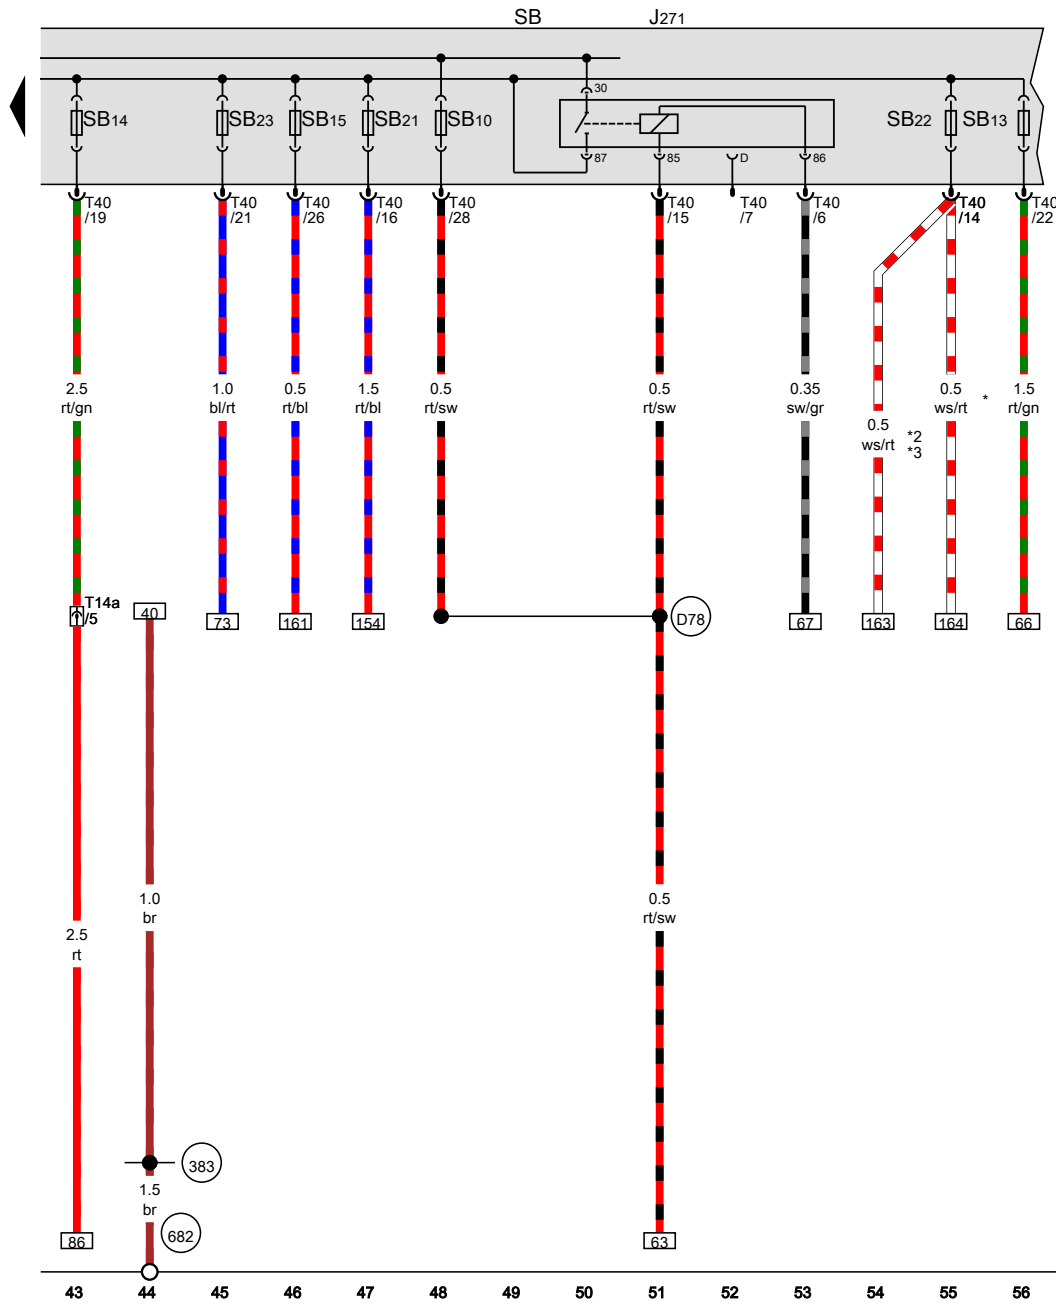 SB J271
30
SB14 SB23 SB15 SB21 SB10 SB22 SB13
87 85 D 86
T40 T40 T40 T40 T40 T40 T40 T40 T40 T40
/19 /21 /26 /16 /28 /15 /7 /6 /14 /22
2.5 1.0 0.5 1.5 0.5 0.5 0.35 0.5 * 1.5
rt/gn bl/rt rt/bl rt/bl rt/sw rt/sw sw/gr ws/rt rt/gn
0.5 *2
ws/rt *3
T14a
/5
40 73 161 154 D78 67 163 164 66
1.0 0.5
br rt/sw
2.5
rt
383
1.5
br
682
86 63
43 44 45 46 47 48 49 50 51 52 53 54 55 56